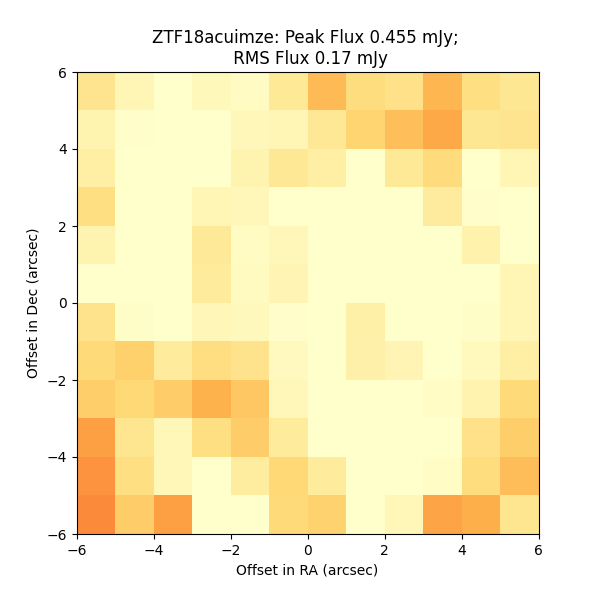 ZTF18acuimze: Peak Flux 0.455 mJy;
RMS Flux 0.17 mJy
6
4
2
0
−2
−4
−6
Offset in Dec (arcsec)
−6 −4 −2 0 2 4 6
Offset in RA (arcsec)